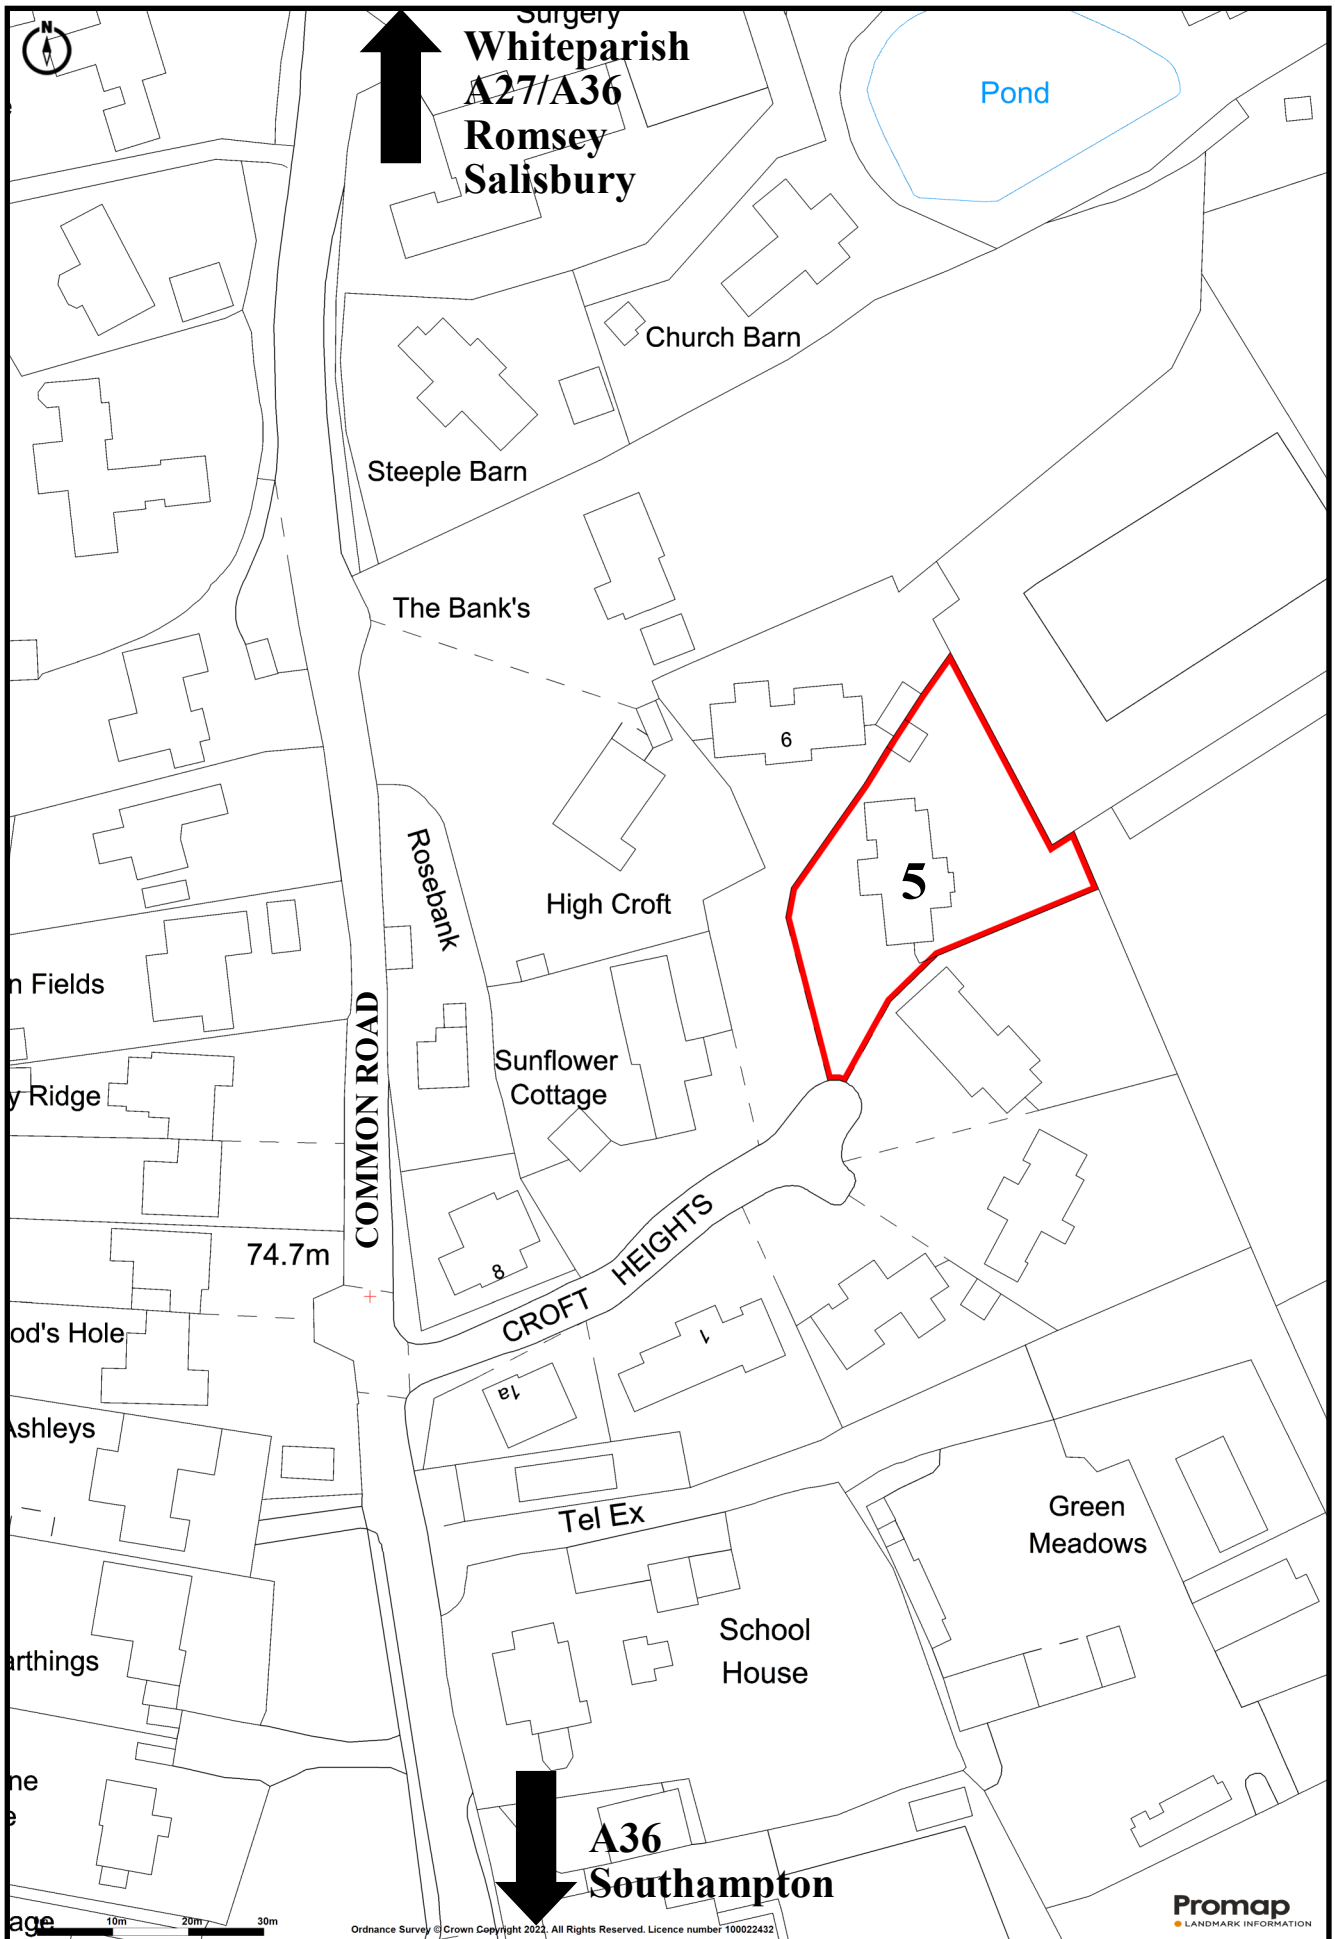 N
Surgery
Whiteparish
A27/A36
Romsey
Salisbury
Pond
Church Barn
Steeple Barn
The Bank's
6
Rosebank
5
High Croft
n Fields
COMMON ROAD
Sunflower
Cottage
y Ridge
CROFT HEIGHTS
74.7m
8
od's Hole
1
1a
Ashleys
Tel Ex
Green
Meadows
School
House
arthings
ne
e
A36
Southampton
age
10m
20m
30m
Ordnance Survey © Crown Copyright 2022. All Rights Reserved. Licence number 100022432
Promap
LANDMARK INFORMATION